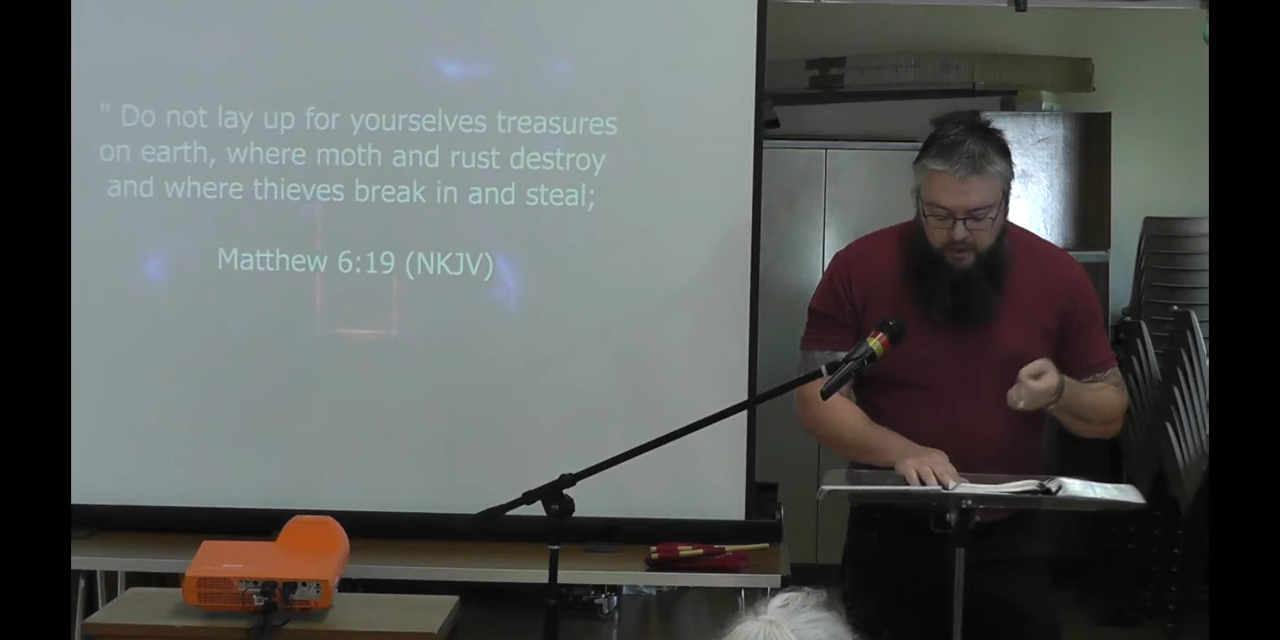 " Do not lay up for yourselves treasures
on earth, where moth and rust destroy
and where thieves break in and steal;
Matthew 6:19 (NKJV)